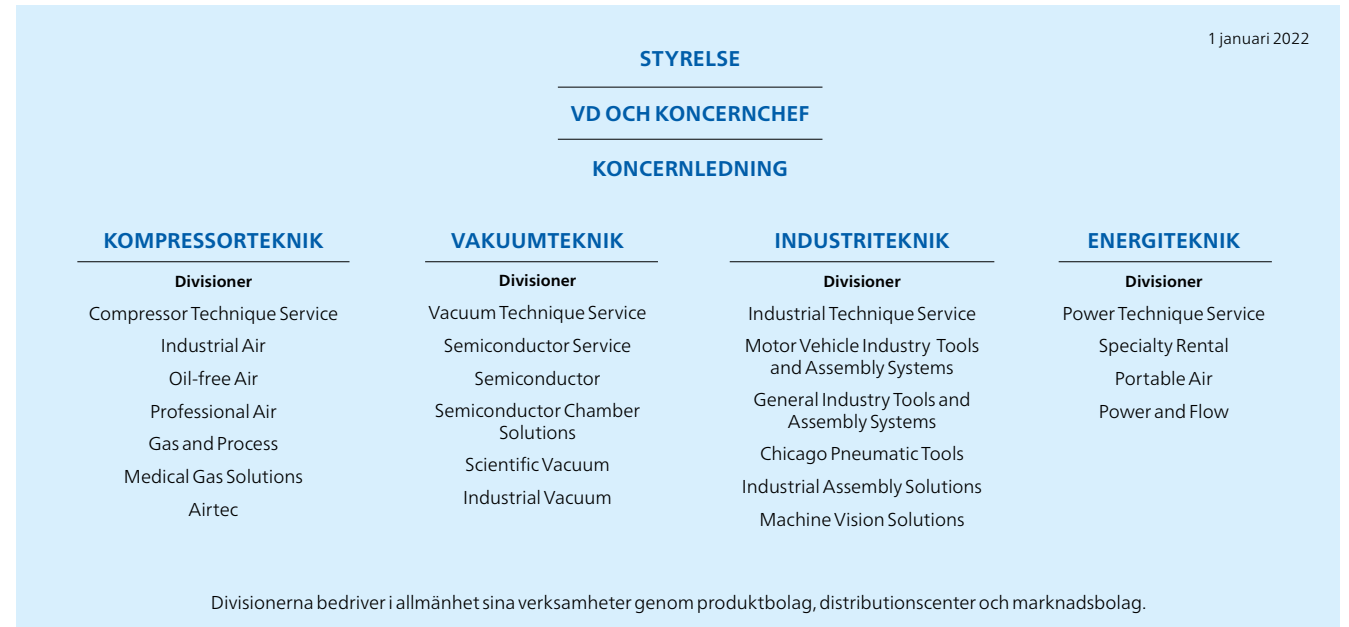 1 januari 2022
STYRELSE
VD OCH KONCERNCHEF
KONCERNLEDNING
KOMPRESSORTEKNIK
Divisioner
Compressor Technique Service
Industrial Air
Oil-free Air
Professional Air
Gas and Process
Medical Gas Solutions
Airtec
VAKUUMTEKNIK
Divisioner
Vacuum Technique Service
Semiconductor Service
Semiconductor
Semiconductor Chamber
Solutions
Scientific Vacuum
Industrial Vacuum
INDUSTRITEKNIK
Divisioner
Industrial Technique Service
Motor Vehicle Industry Tools
and Assembly Systems
General Industry Tools and
Assembly Systems
Chicago Pneumatic Tools
Industrial Assembly Solutions
Machine Vision Solutions
ENERGITEKNIK
Divisioner
Power Technique Service
Specialty Rental
Portable Air
Power and Flow
Divisionerna bedriver i allmänhet sina verksamheter genom produktbolag, distributionscenter och marknadsbolag.